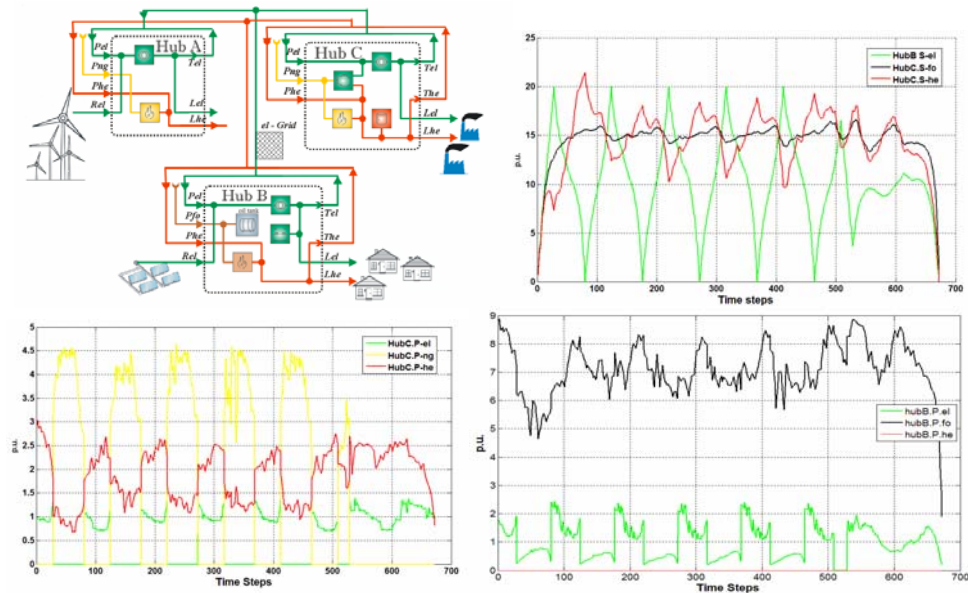 Hub A
Pel
Png
Phe
Rel
Tel
Lel
Lhe
Hub C
Pel
Png
Phe
Tel
The
Lel
Lhe
el - Grid
Hub B
Pel
Pfo
Phe
Rel
Tel
The
Lel
Lhe
HubB S-el
HubC.S-fo
HubC.S-he
p.u.
25
20
15
10
5
0
0 100 200 300 400 500 600 700
Time steps
HubC.P-el
HubC.P-ng
HubC.P-he
p.u.
5
4.5
4
3.5
3
2.5
2
1.5
1
0.5
0
0 100 200 300 400 500 600 700
Time Steps
hubB.P.el
hubB.P.fo
hubB.P.he
p.u.
9
8
7
6
5
4
3
2
1
0
0 100 200 300 400 500 600 700
Time Steps